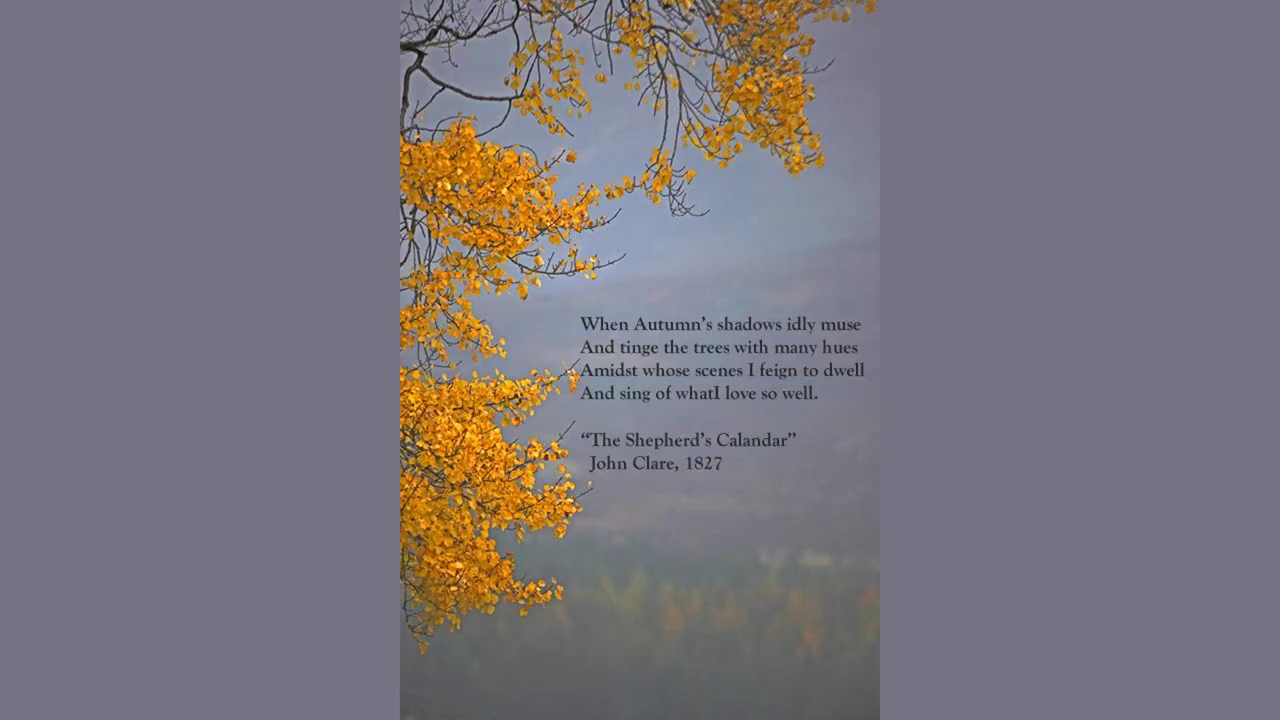 When Autumn's shadows idly muse
And tinge the trees with many hues
Amidst whose scenes I feign to dwell
And sing of whatI love so well.
“The Shepherd's Calandar”
John Clare, 1827